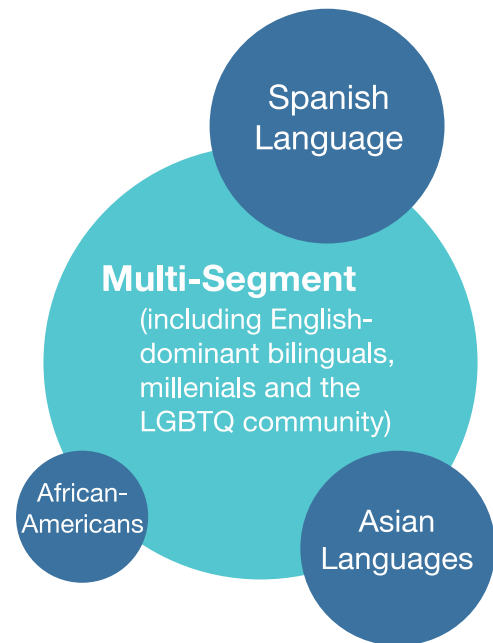 Spanish
Language
Multi-Segment
(including English-
dominant bilinguals,
millenials and the
LGBTQ community)
African-
Americans
Asian
Languages